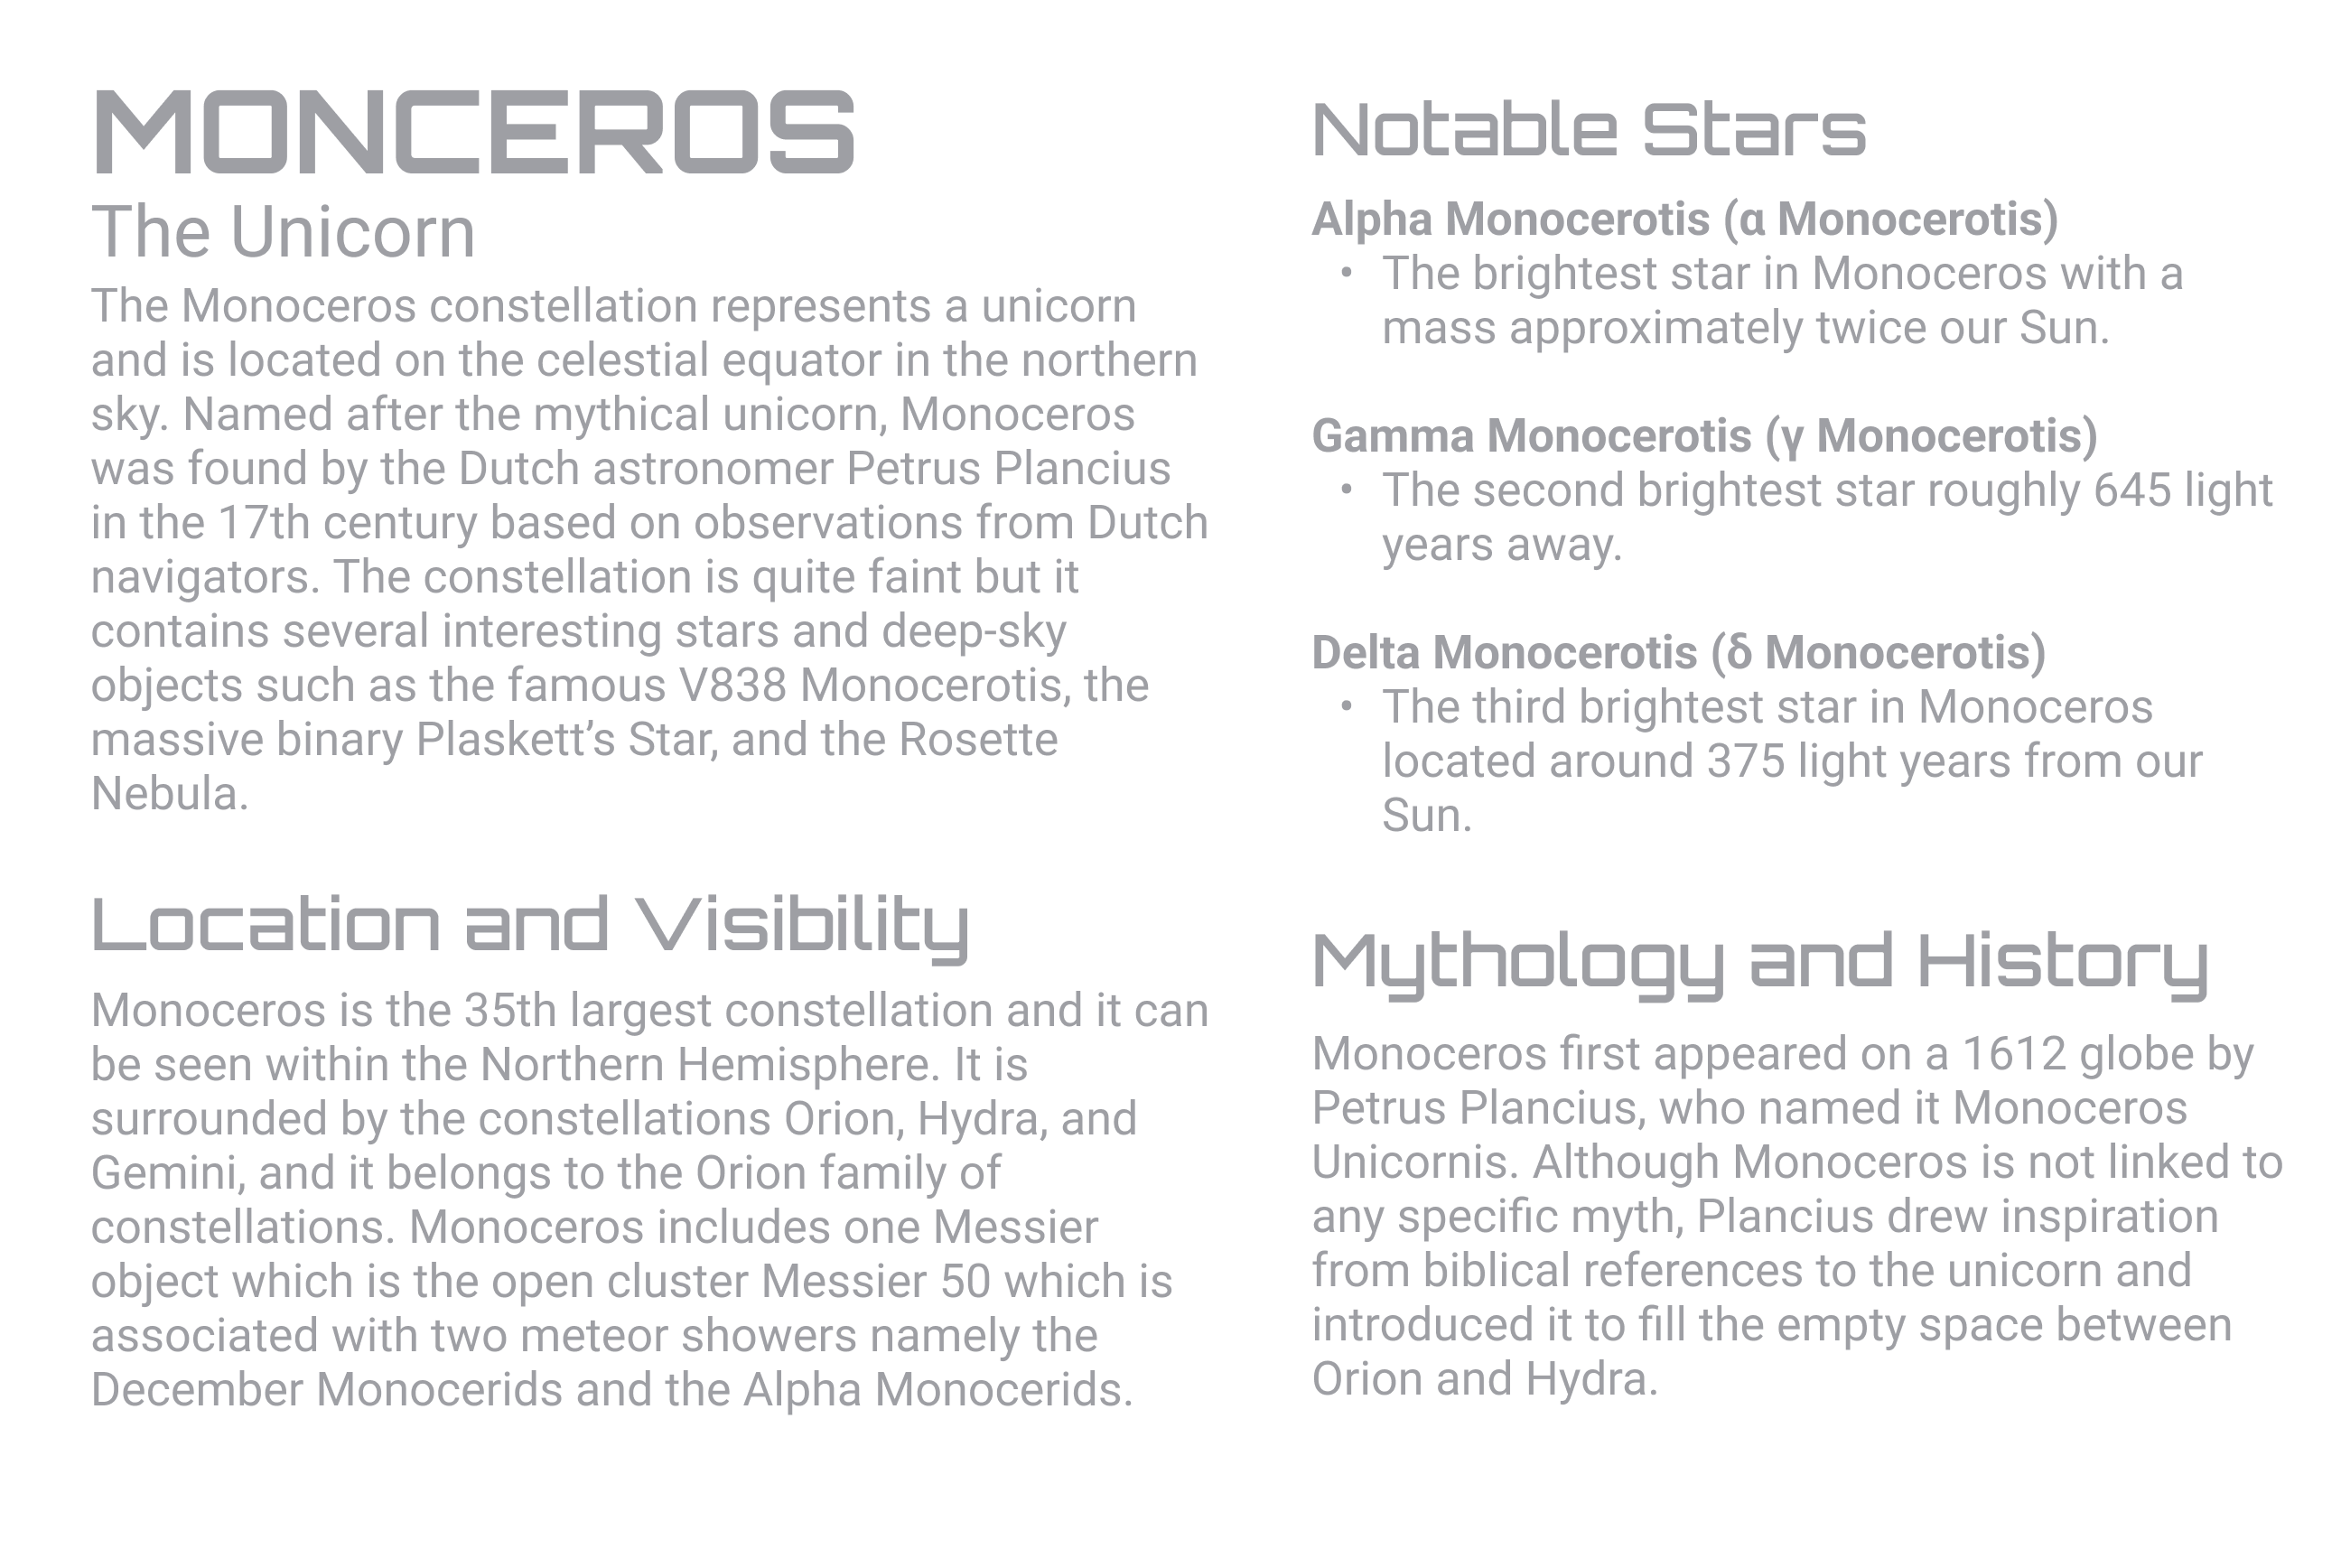 MONCEROS
The Unicorn
The Monoceros constellation represents a unicorn
and is located on the celestial equator in the northern
sky. Named after the mythical unicorn, Monoceros
was found by the Dutch astronomer Petrus Plancius
in the 17th century based on observations from Dutch
navigators. The constellation is quite faint but it
contains several interesting stars and deep-sky
objects such as the famous V838 Monocerotis, the
massive binary Plaskett’s Star, and the Rosette
Nebula.
Location and Visibility
Monoceros is the 35th largest constellation and it can
be seen within the Northern Hemisphere. It is
surrounded by the constellations Orion, Hydra, and
Gemini, and it belongs to the Orion family of
constellations. Monoceros includes one Messier
object which is the open cluster Messier 50 which is
associated with two meteor showers namely the
December Monocerids and the Alpha Monocerids.
Notable Stars
Alpha Monocerotis (α Monocerotis)
• The brightest star in Monoceros with a
mass approximately twice our Sun.
Gamma Monocerotis (γ Monocerotis)
• The second brightest star roughly 645 light
years away.
Delta Monocerotis (δ Monocerotis)
• The third brightest star in Monoceros
located around 375 light years from our
Sun.
Mythology and History
Monoceros first appeared on a 1612 globe by
Petrus Plancius, who named it Monoceros
Unicornis. Although Monoceros is not linked to
any specific myth, Plancius drew inspiration
from biblical references to the unicorn and
introduced it to fill the empty space between
Orion and Hydra.